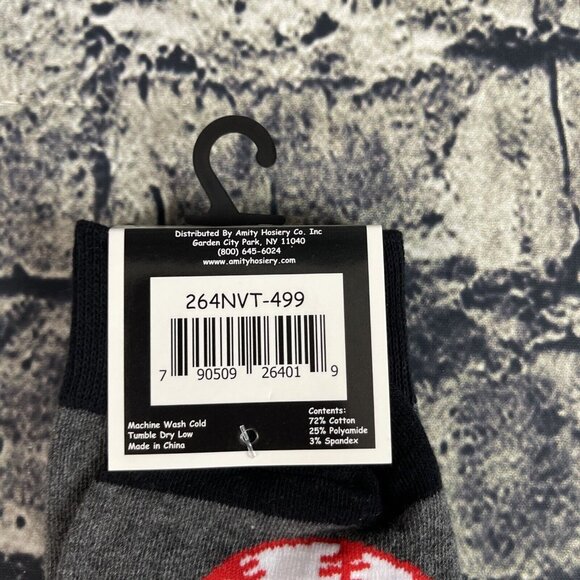 Distributed By Amity Hosiery Co. Inc
Garden City Park, NY 11040
(800) 645-6024
www.amityhosiery.com
264NVT-499
7 90509 26401 9
Machine Wash Cold
Tumble Dry Low
Made in China
Contents:
72% Cotton
25% Polyamide
3% Spandex